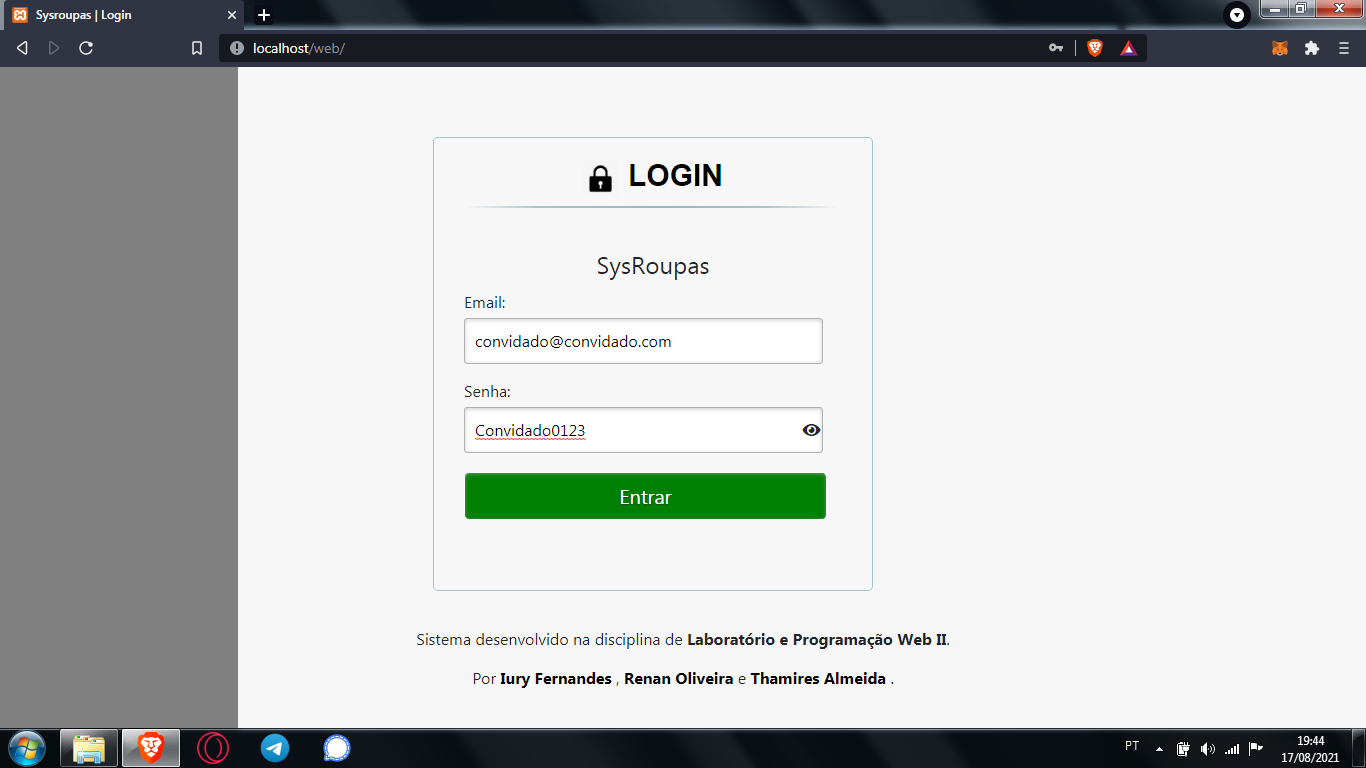 Sysroupas | Login
localhost/web/
LOGIN
SysRoupas
Email:
convidado@convidado.com
Senha:
Convidado0123
Entrar
Sistema desenvolvido na disciplina de Laboratório e Programação Web II.
Por Iury Fernandes , Renan Oliveira e Thamires Almeida .
PT
19:44
17/08/2021